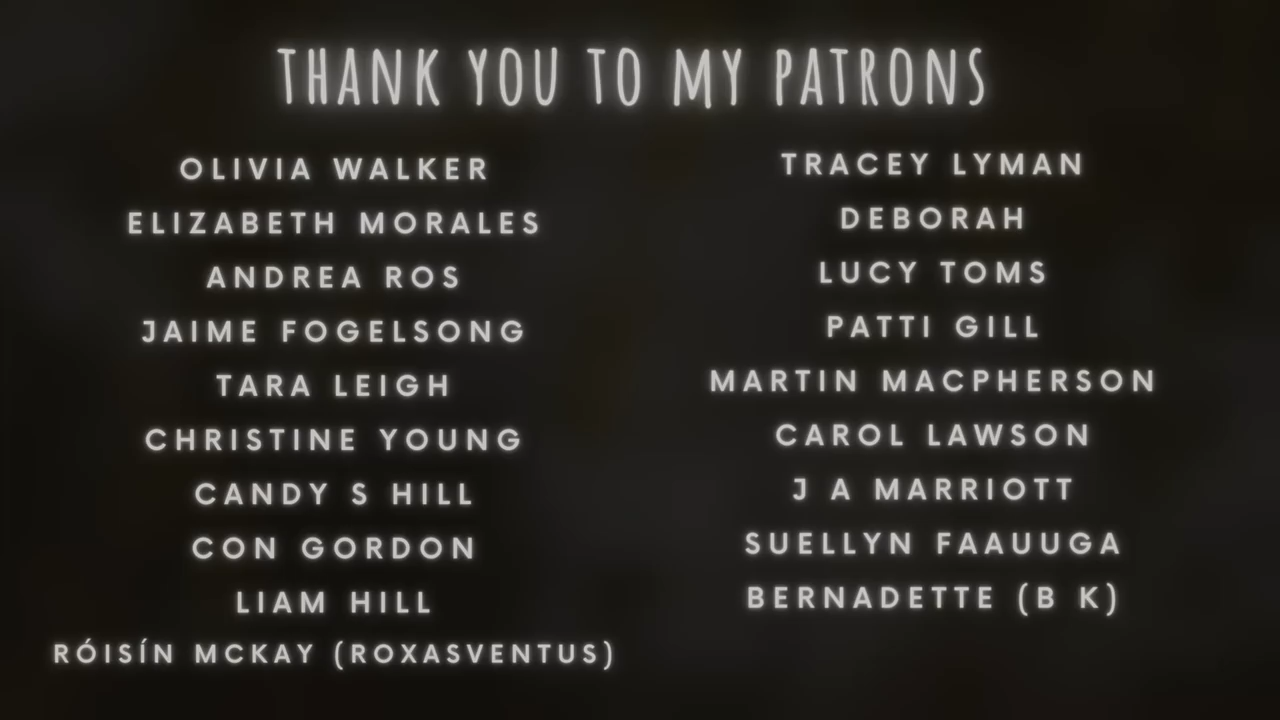 THANK YOU TO MY PATRONS
OLIVIA WALKER
ELIZABETH MORALES
ANDREA ROS
JAIME FOGELSONG
TARA LEIGH
CHRISTINE YOUNG
CANDY S HILL
CON GORDON
LIAM HILL
RÓISÍN MCKAY (ROXASVENTUS)
TRACEY LYMAN
DEBORAH
LUCY TOMS
PATTI GILL
MARTIN MACPHERSON
CAROL LAWSON
J A MARRIOTT
SUELLYN FAAUUGA
BERNADETTE (B K)